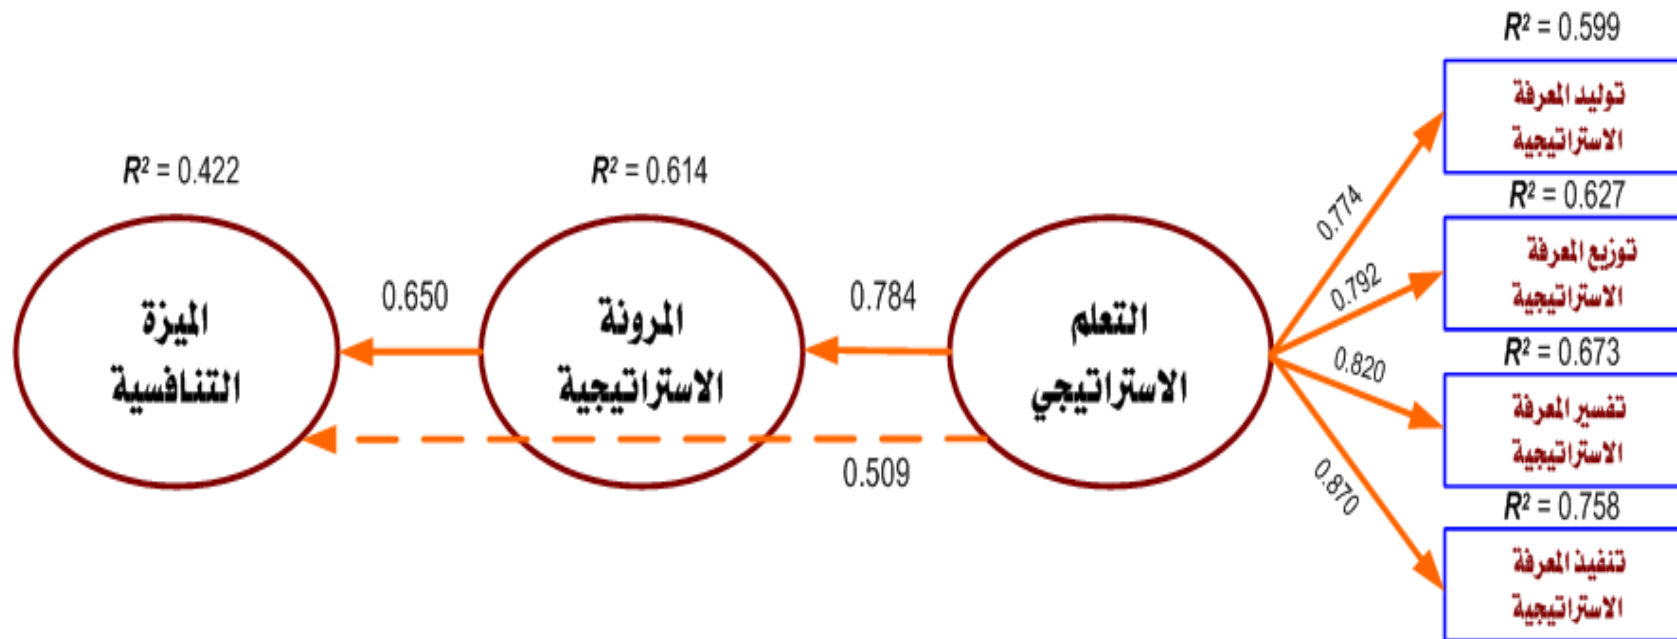 R² = 0.599
توليد المعرفة
الاستراتيجية
R² = 0.627
توزيع المعرفة
الاستراتيجية
R² = 0.673
تفسير المعرفة
الاستراتيجية
R² = 0.758
تنفيذ المعرفة
الاستراتيجية
0.774
0.792
0.820
0.870
التعلم
الاستراتيجي
0.784
R² = 0.614
المرونة
الاستراتيجية
0.650
R² = 0.422
الميزة
التنافسية
0.509